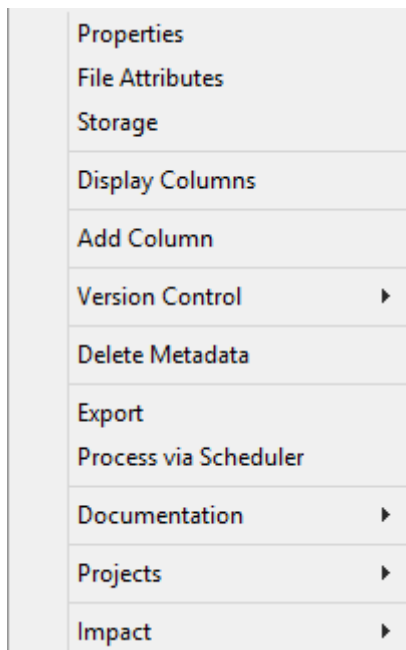 Properties
File Attributes
Storage
Display Columns
Add Column
Version Control
Delete Metadata
Export
Process via Scheduler
Documentation
Projects
Impact